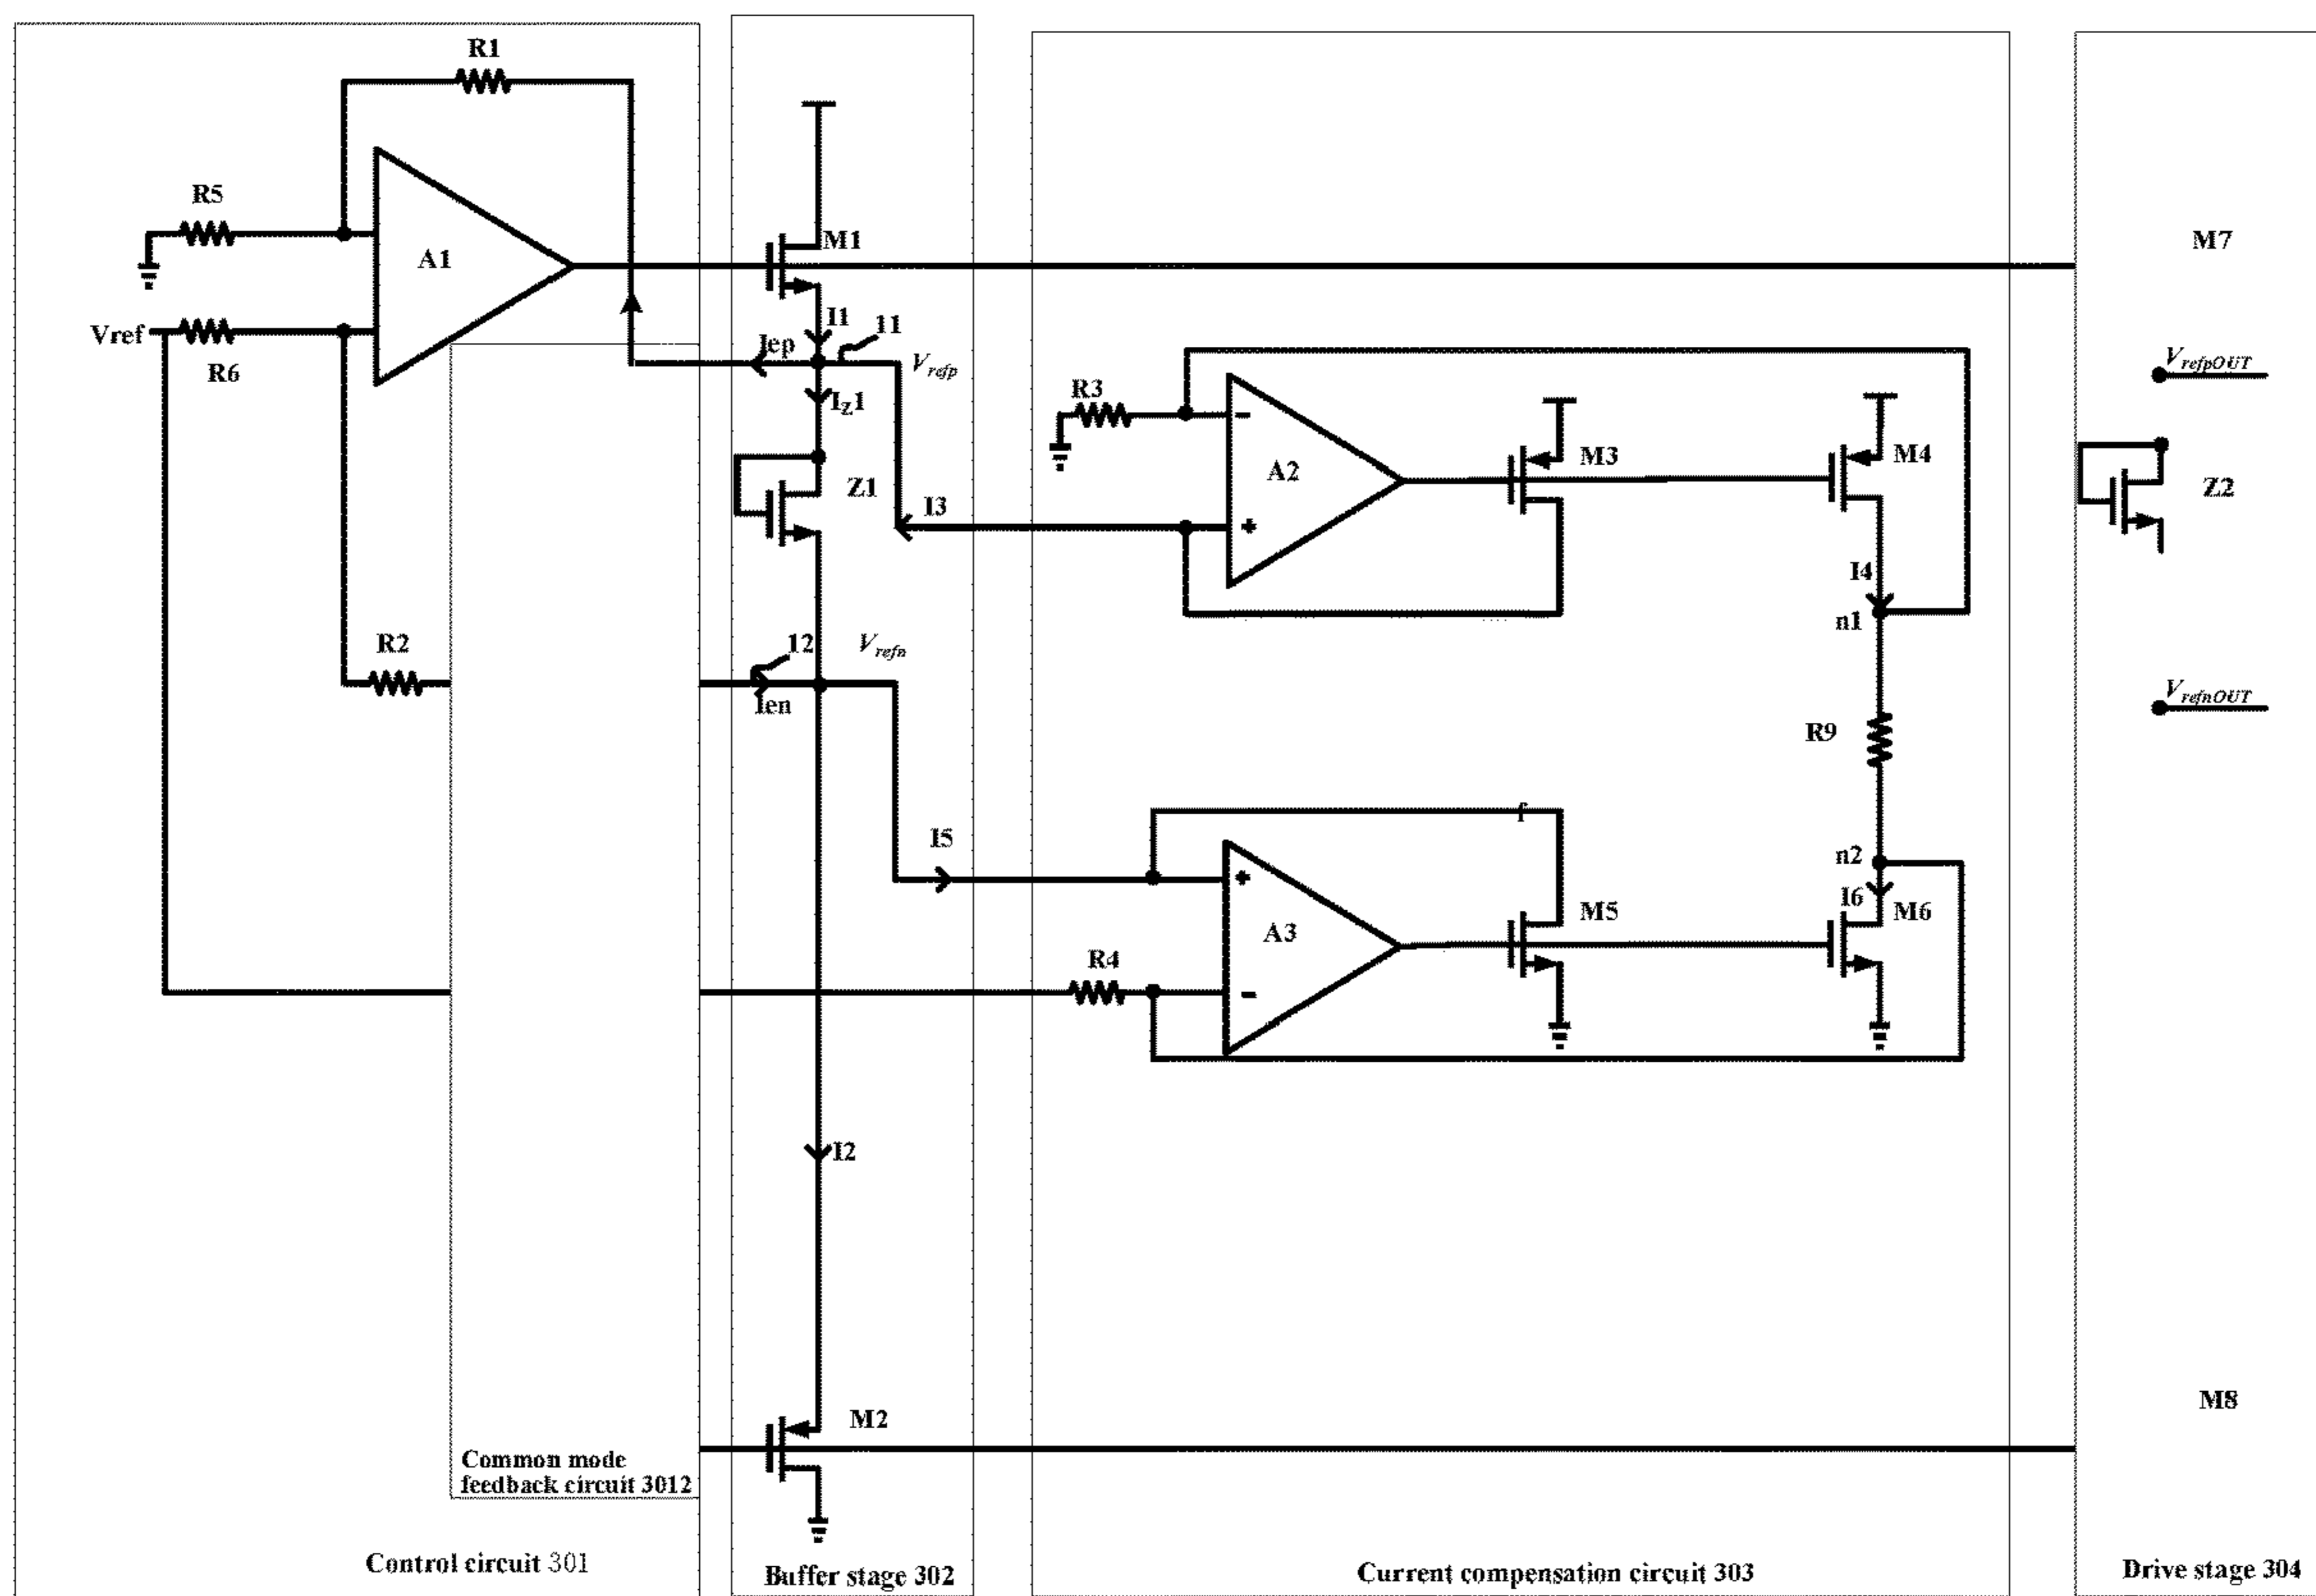 R1
R5
A1
Vref
R6
R2
Common mode
feedback circuit 3012
Control circuit 301
M1
I1
11
Iep
Vrefp
Iz1
Z1
I3
12
Vrefn
Ien
I5
I2
M2
Buffer stage 302
R3
-
A2
+
M3
M4
I4
n1
R9
n2
f
+
A3
-
R4
M5
I6
M6
Current compensation circuit 303
M7
VrefpOUT
Z2
VrefnOUT
M8
Drive stage 304